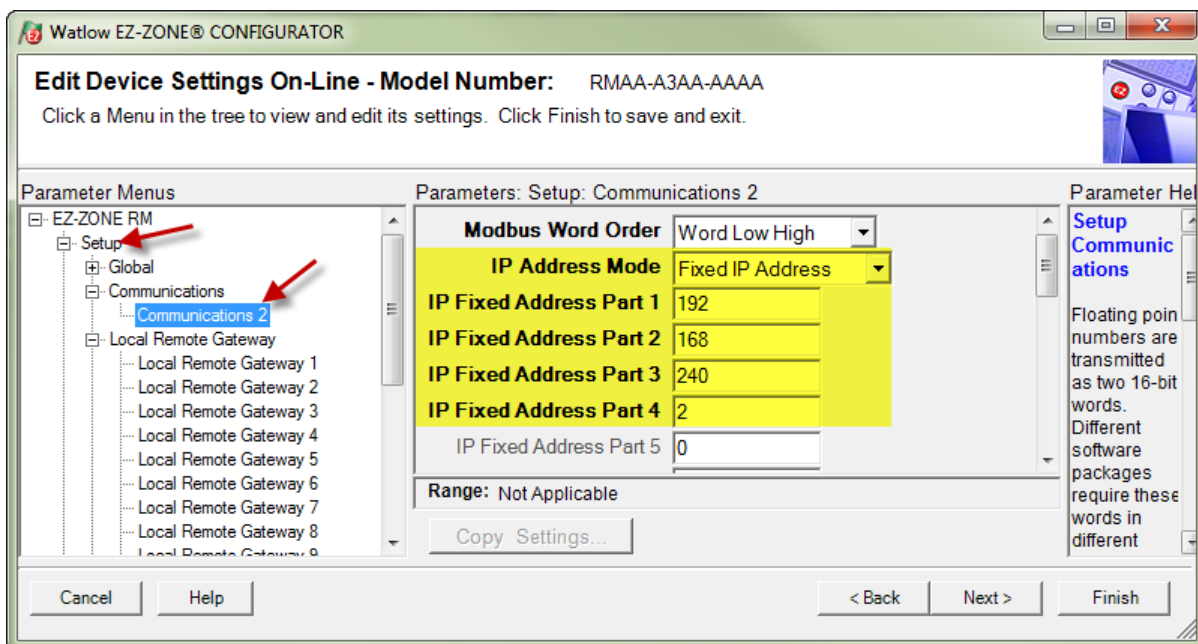 Watlow EZ-ZONE® CONFIGURATOR
Edit Device Settings On-Line - Model Number: RMAA-A3AA-AAAA
Click a Menu in the tree to view and edit its settings. Click Finish to save and exit.
Parameter Menus
EZ-ZONE RM
Setup
Global
Communications
Communications 2
Local Remote Gateway
Local Remote Gateway 1
Local Remote Gateway 2
Local Remote Gateway 3
Local Remote Gateway 4
Local Remote Gateway 5
Local Remote Gateway 6
Local Remote Gateway 7
Local Remote Gateway 8
Local Remote Gateway 9
Parameters: Setup: Communications 2
Modbus Word Order Word Low High
IP Address Mode Fixed IP Address
IP Fixed Address Part 1 192
IP Fixed Address Part 2 168
IP Fixed Address Part 3 240
IP Fixed Address Part 4 2
IP Fixed Address Part 5 0
Range: Not Applicable
Copy Settings...
Parameter Hel
Setup
Communic
ations
Floating poin
numbers are
transmitted
as two 16-bit
words.
Different
software
packages
require these
words in
different
Cancel Help < Back Next > Finish